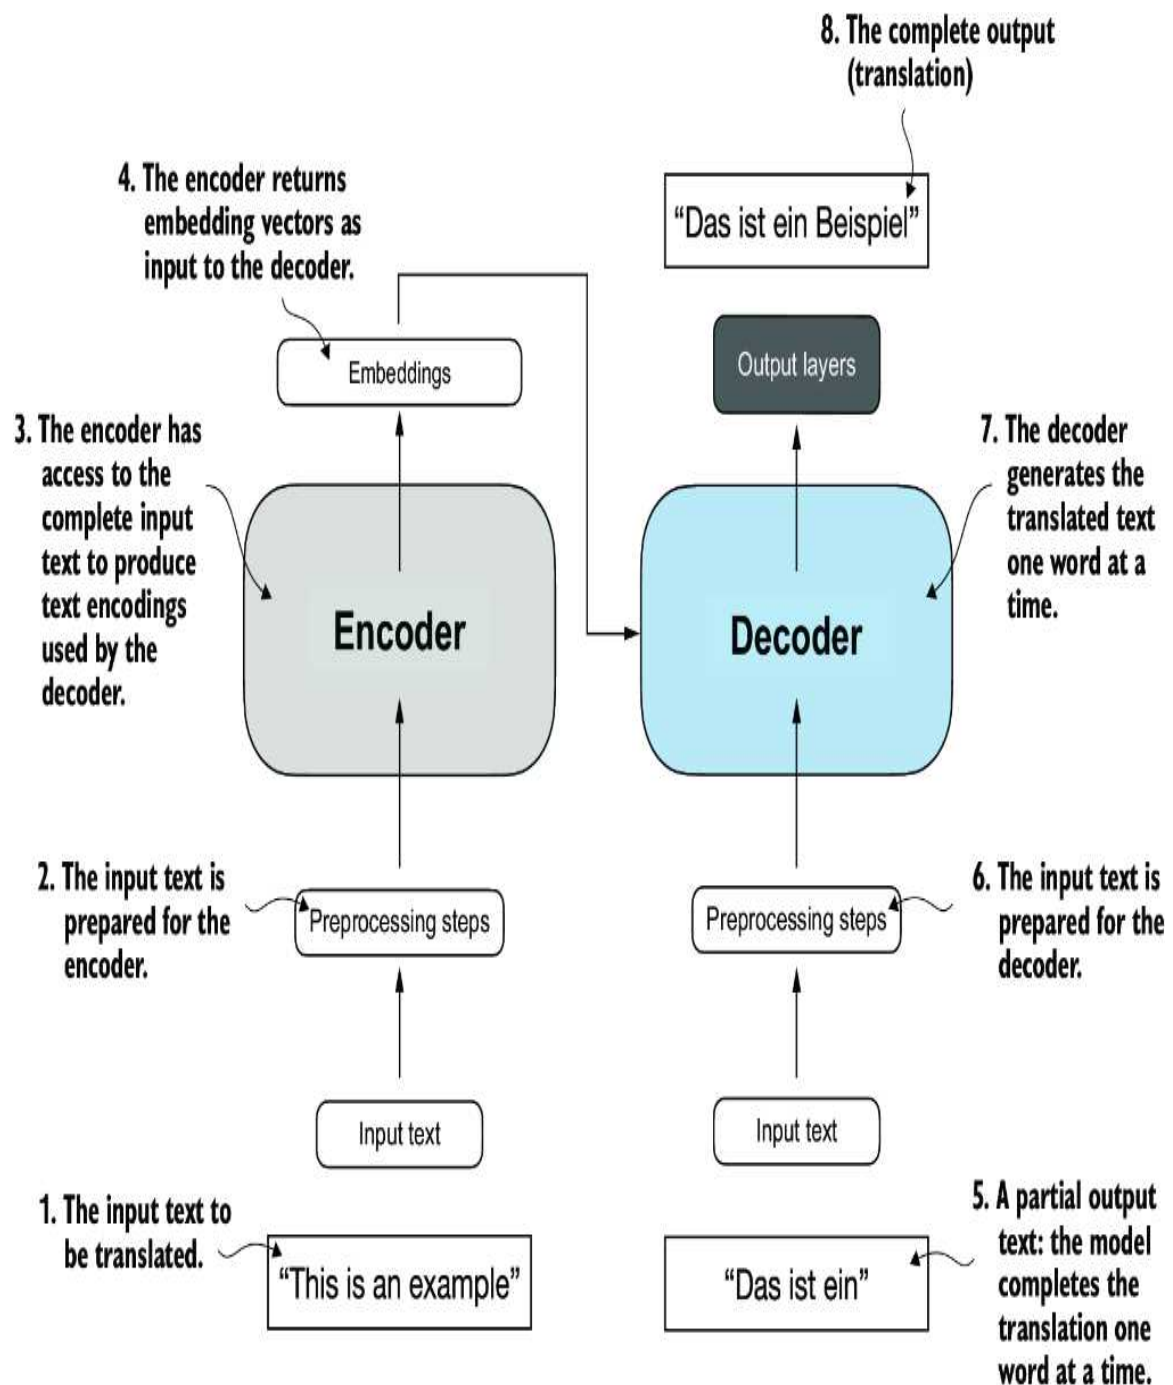 8. The complete output
(translation)
4. The encoder returns
embedding vectors as
input to the decoder.
“Das ist ein Beispiel”
Embeddings
Output layers
3. The encoder has
access to the
complete input
text to produce
text encodings
used by the
decoder.
7. The decoder
generates the
translated text
one word at a
time.
Encoder
Decoder
2. The input text is
prepared for the
encoder.
Preprocessing steps
Preprocessing steps
6. The input text is
prepared for the
decoder.
Input text
Input text
1. The input text to
be translated.
“This is an example”
“Das ist ein”
5. A partial output
text: the model
completes the
translation one
word at a time.